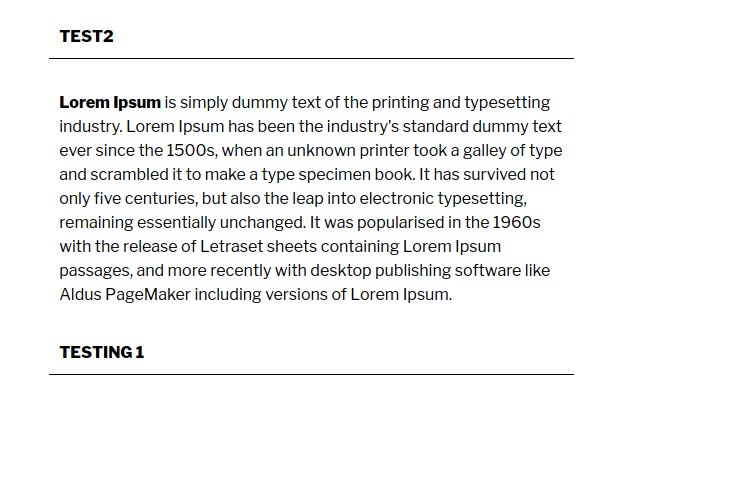 TEST2
Lorem Ipsum is simply dummy text of the printing and typesetting
industry. Lorem Ipsum has been the industry's standard dummy text
ever since the 1500s, when an unknown printer took a galley of type
and scrambled it to make a type specimen book. It has survived not
only five centuries, but also the leap into electronic typesetting,
remaining essentially unchanged. It was popularised in the 1960s
with the release of Letraset sheets containing Lorem Ipsum
passages, and more recently with desktop publishing software like
Aldus PageMaker including versions of Lorem Ipsum.
TESTING 1